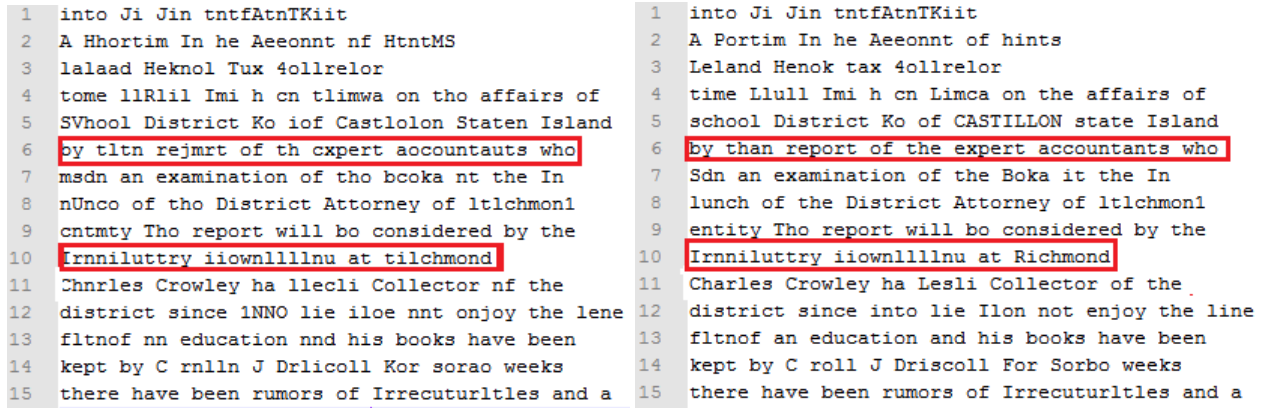 1 into Ji Jin tntfAtnTKiit
2 A Hhortim In he Aeeonnt nf HtntMS
3 lalaad Heknol Tux 4ollrelor
4 tome llRlil Imi h cn tlimwa on tho affairs of
5 SVhool District Ko iof Castlolon Staten Island
6 by tltn rejmrt of th cxpert aocountauts who
7 msdn an examination of tho bcoka nt the In
8 nUnco of tho District Attorney of ltlchmon1
9 cntmty Tho report will bo considered by the
10 Irnniluttry iiownllllnu at tilchmond
11 Chnrles Crowley ha llecli Collector nf the
12 district since 1NNO lie iloe nnt onjoy the lene
13 fltnof nn education nnd his books have been
14 kept by C rnlln J Drlicoll Kor sorao weeks
15 there have been rumors of Irrecuturltles and a
1 into Ji Jin tntfAtnTKiit
2 A Portim In he Aeeonnt of hints
3 Leland Henok tax 4ollrelor
4 time Llull Imi h cn Limca on the affairs of
5 school District Ko of CASTILLON state Island
6 by than report of the expert accountants who
7 Sdn an examination of the Boka it the In
8 lunch of the District Attorney of ltlchmon1
9 entity Tho report will bo considered by the
10 Irnniluttry iiownllllnu at Richmond
11 Charles Crowley ha Lesli Collector of the
12 district since into lie Ilon not enjoy the line
13 fltnof an education and his books have been
14 kept by C roll J Driscoll For Sorbo weeks
15 there have been rumors of Irrecuturltles and a